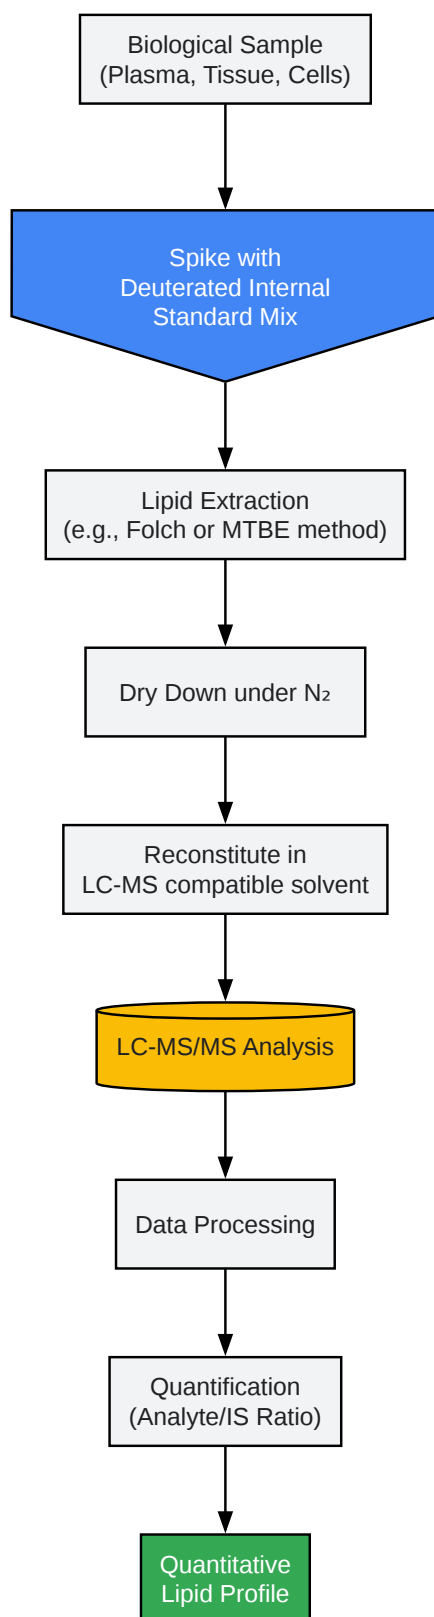 Biological Sample
(Plasma, Tissue, Cells)
Spike with
Deuterated Internal
Standard Mix
Lipid Extraction
(e.g., Folch or MTBE method)
Dry Down under N₂
Reconstitute in
LC-MS compatible solvent
LC-MS/MS Analysis
Data Processing
Quantification
(Analyte/IS Ratio)
Quantitative
Lipid Profile